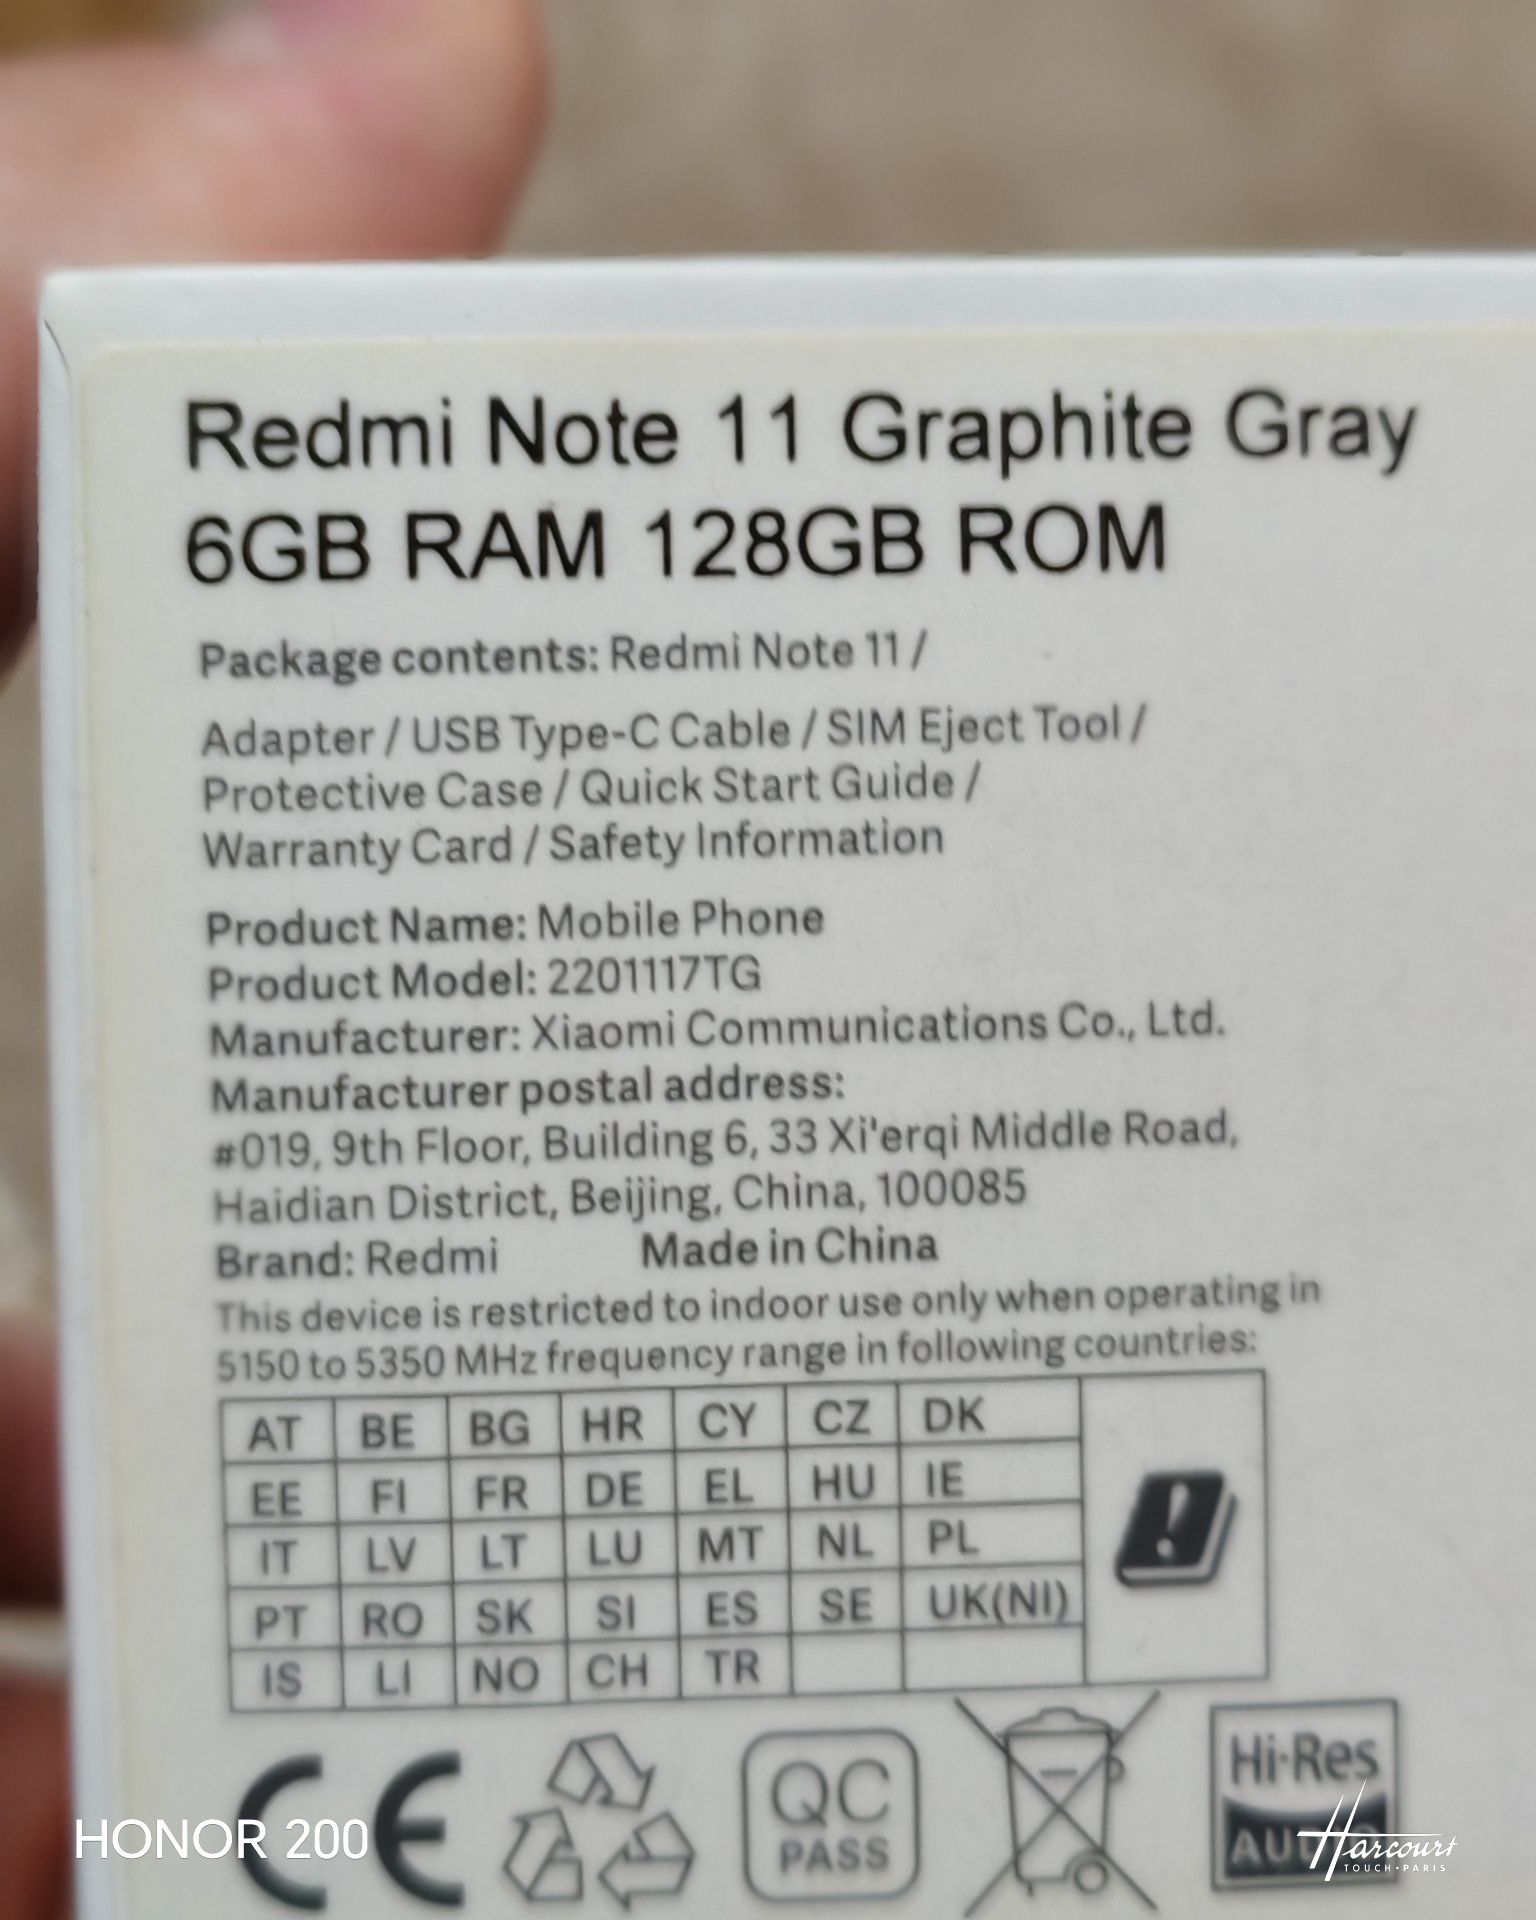 Redmi Note 11 Graphite Gray
6GB RAM 128GB ROM
Package contents: Redmi Note 11 /
Adapter / USB Type-C Cable / SIM Eject Tool /
Protective Case / Quick Start Guide /
Warranty Card / Safety Information
Product Name: Mobile Phone
Product Model: 2201117TG
Manufacturer: Xiaomi Communications Co., Ltd.
Manufacturer postal address:
#019, 9th Floor, Building 6, 33 Xi'erqi Middle Road,
Haidian District, Beijing, China, 100085
Brand: Redmi Made in China
This device is restricted to indoor use only when operating in
5150 to 5350 MHz frequency range in following countries:
AT BE BG HR CY CZ DK
EE FI FR DE EL HU IE
IT LV LT LU MT NL PL
PT RO SK SI ES SE UK(NI)
IS LI NO CH TR
CE
QC
PASS
Hi-Res
AUDIO
HONOR 200
Harcourt
TOUCH • PARIS